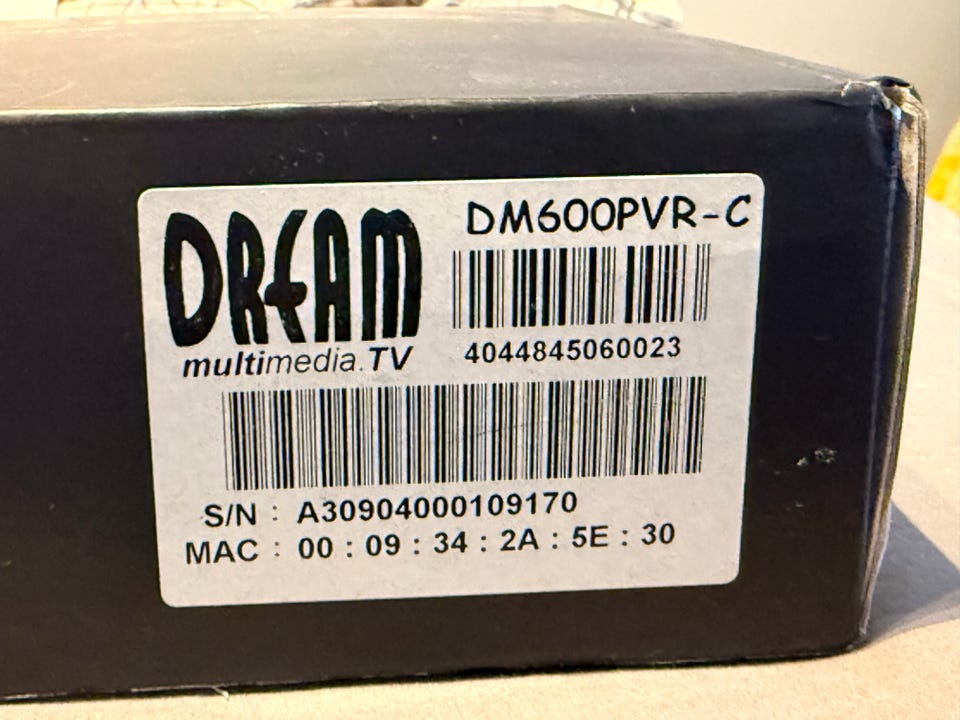 DREAM
multimedia.TV
DM600PVR-C
4044845060023
S/N : A30904000109170
MAC : 00 : 09 : 34 : 2A : 5E : 30